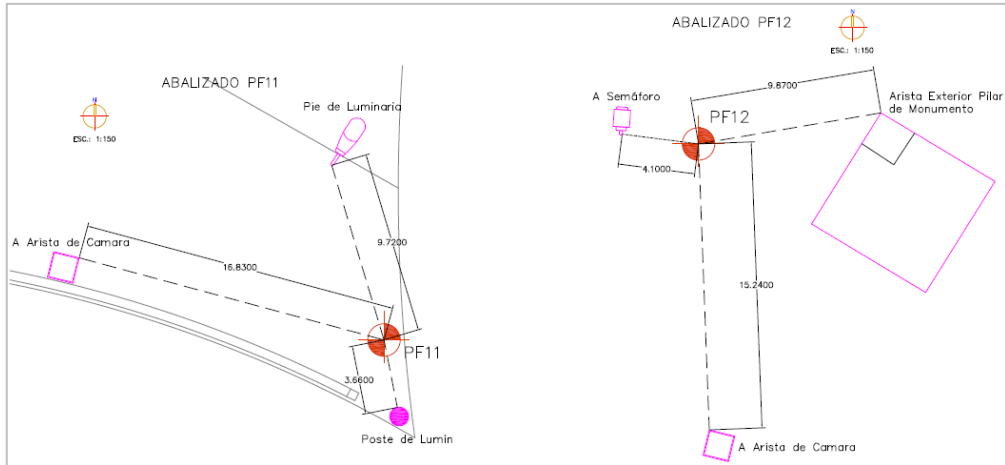 ABALIZADO PF11
N
ESC.: 1:150
Pie de Luminaria
A Arista de Camara
9.7200
16.8300
PF11
3.6600
Poste de Lumin
ABALIZADO PF12
N
ESC.: 1:150
9.8700
A Semáforo
PF12
Arista Exterior Pilar
de Monumento
4.1000
15.2400
A Arista de Camara